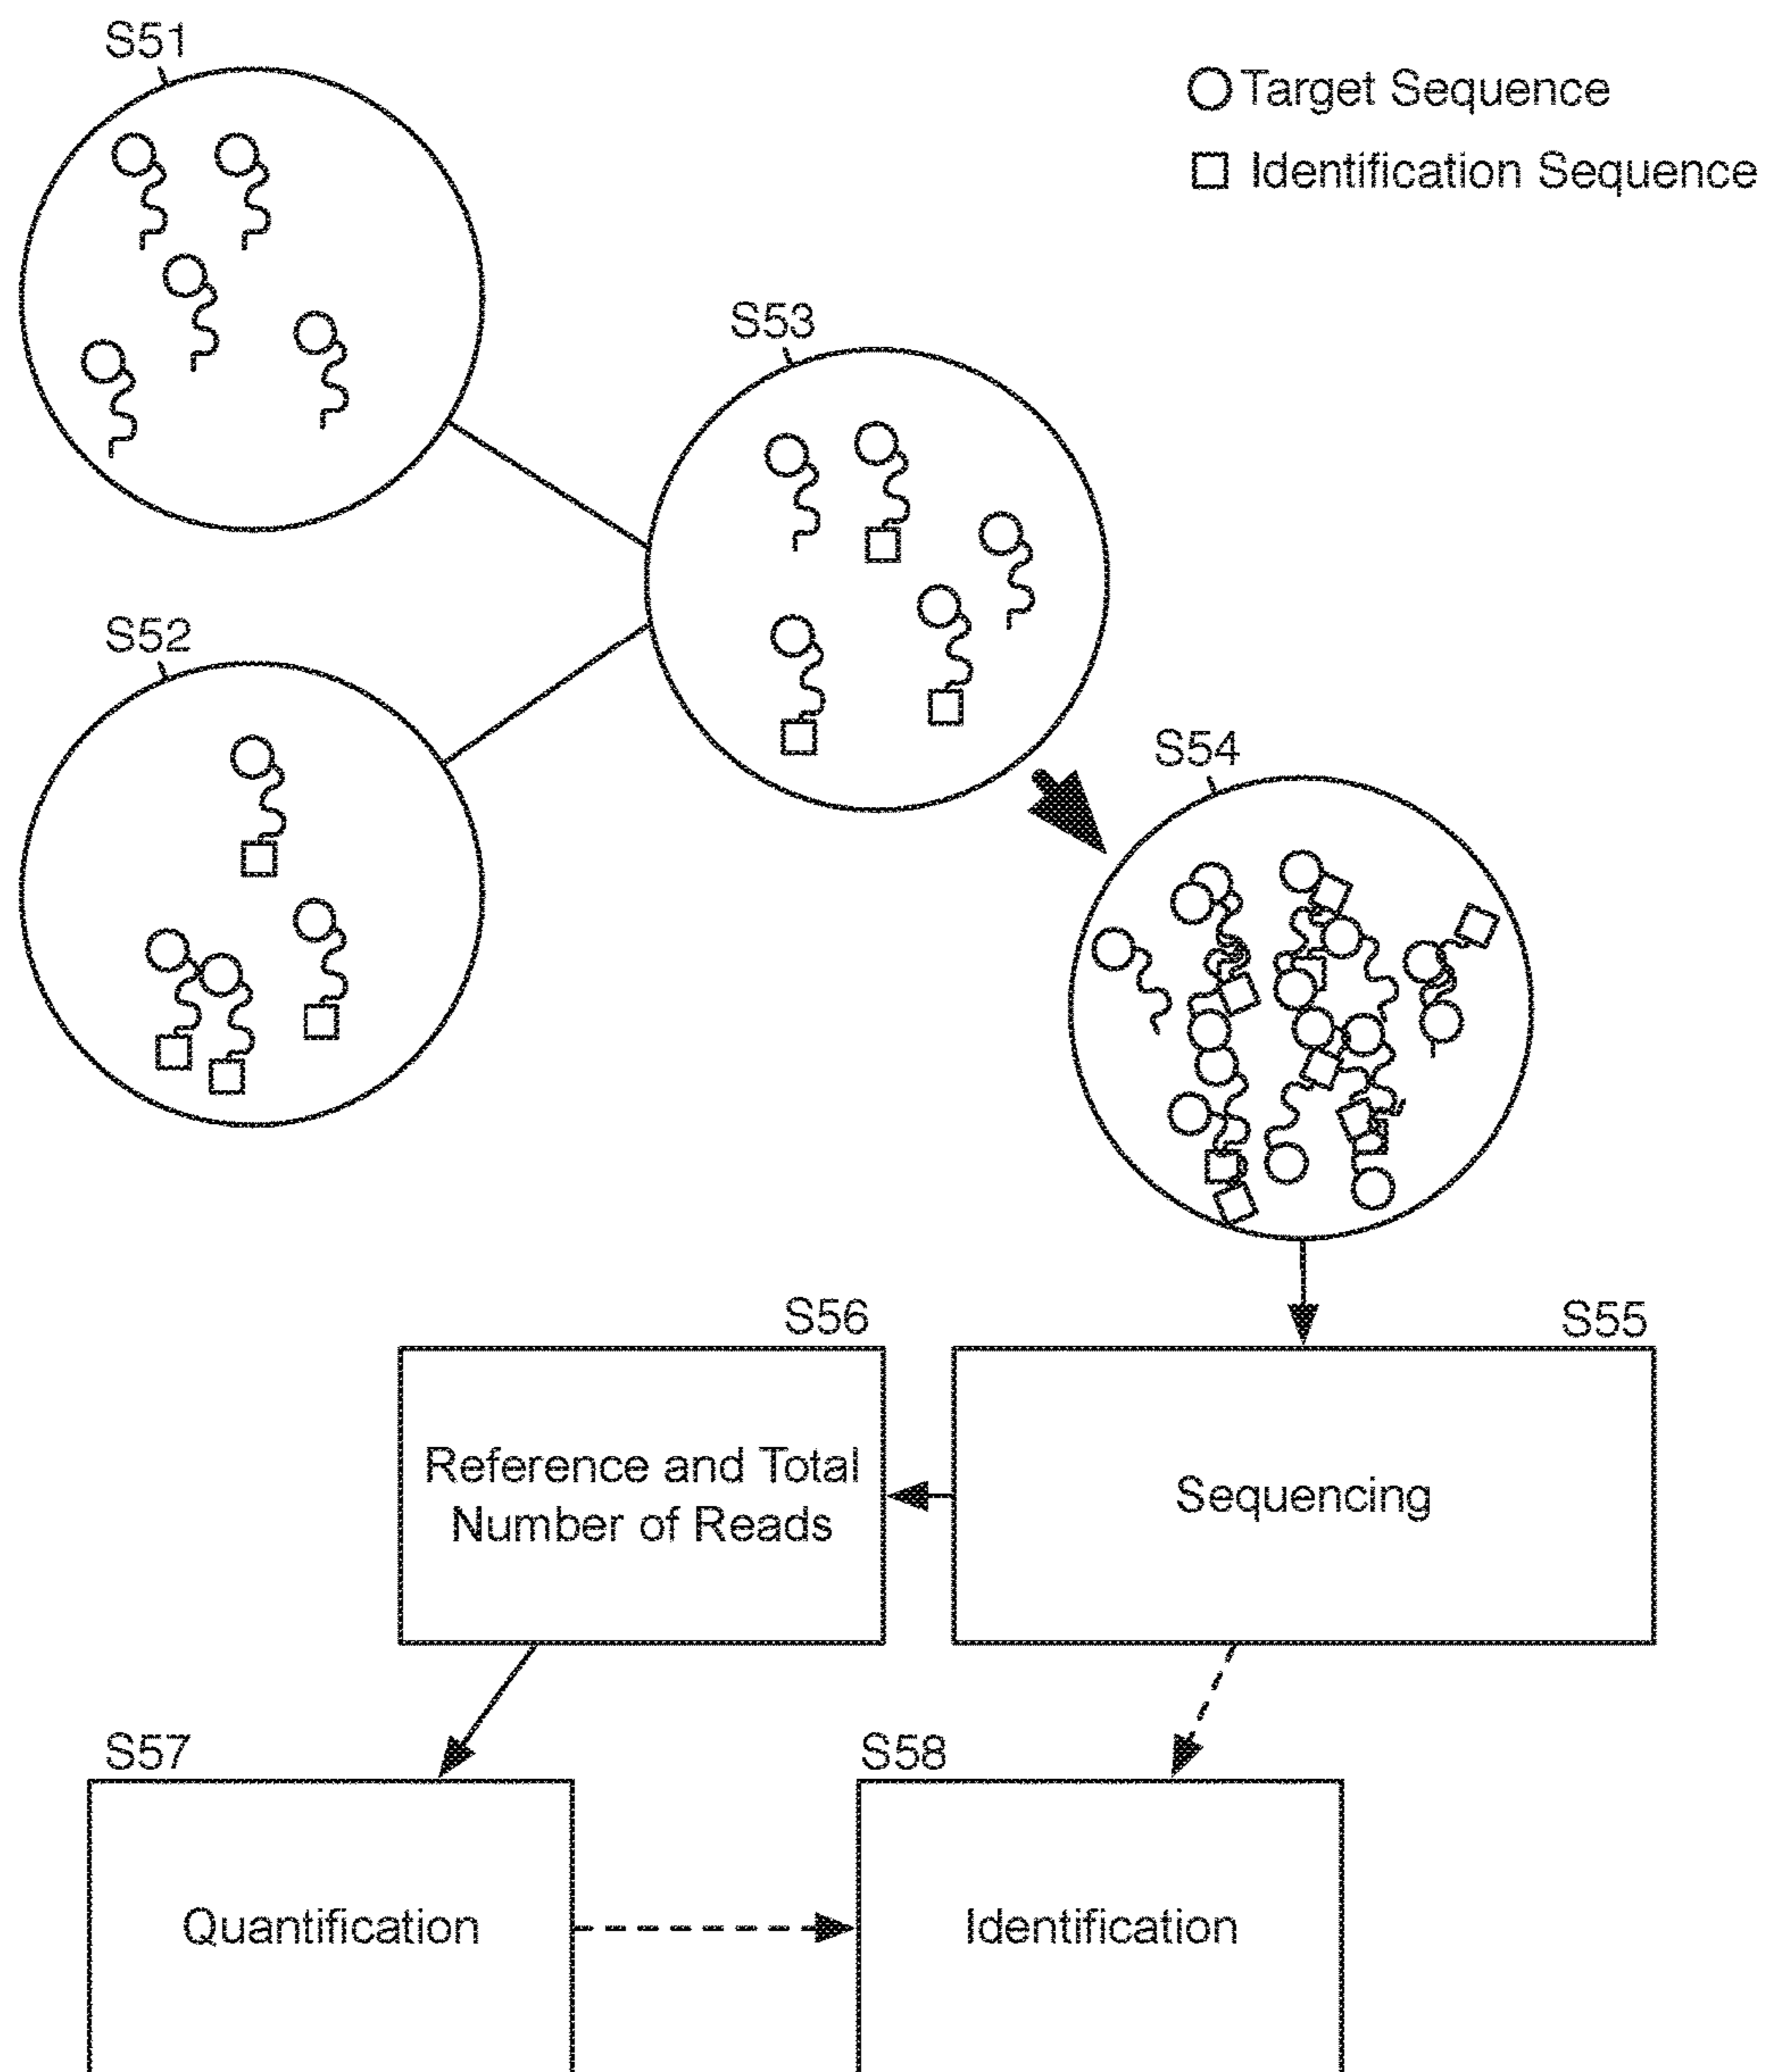 S51
Target Sequence
Identification Sequence
S53
S52
S54
S56
S55
Reference and Total
Number of Reads
Sequencing
S57
S58
Quantification
Identification